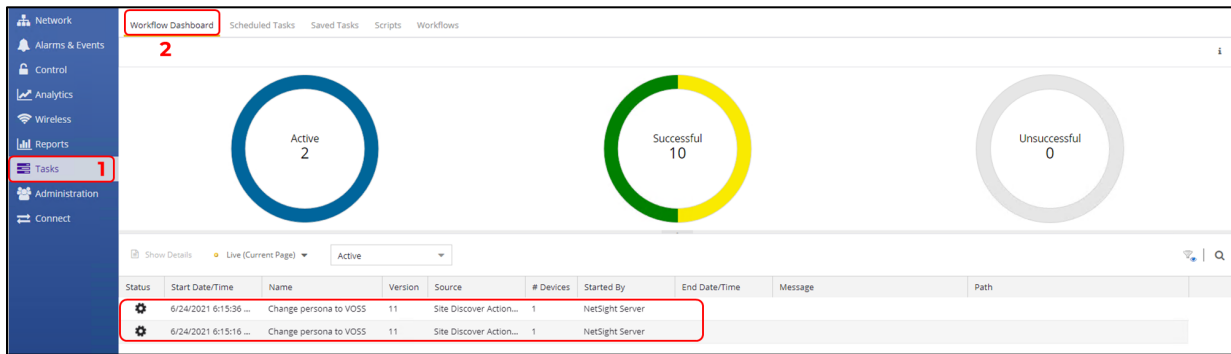 Network
Alarms & Events
Control
Analytics
Wireless
Reports
Tasks 1
Administration
Connect
Workflow Dashboard Scheduled Tasks Saved Tasks Scripts Workflows
2
i
Active
2
Successful
10
Unsuccessful
0
Show Details Live (Current Page) Active
Status Start Date/Time Name Version Source # Devices Started By End Date/Time Message Path
6/24/2021 6:15:36 ... Change persona to VOSS 11 Site Discover Action... 1 NetSight Server
6/24/2021 6:15:16 ... Change persona to VOSS 11 Site Discover Action... 1 NetSight Server